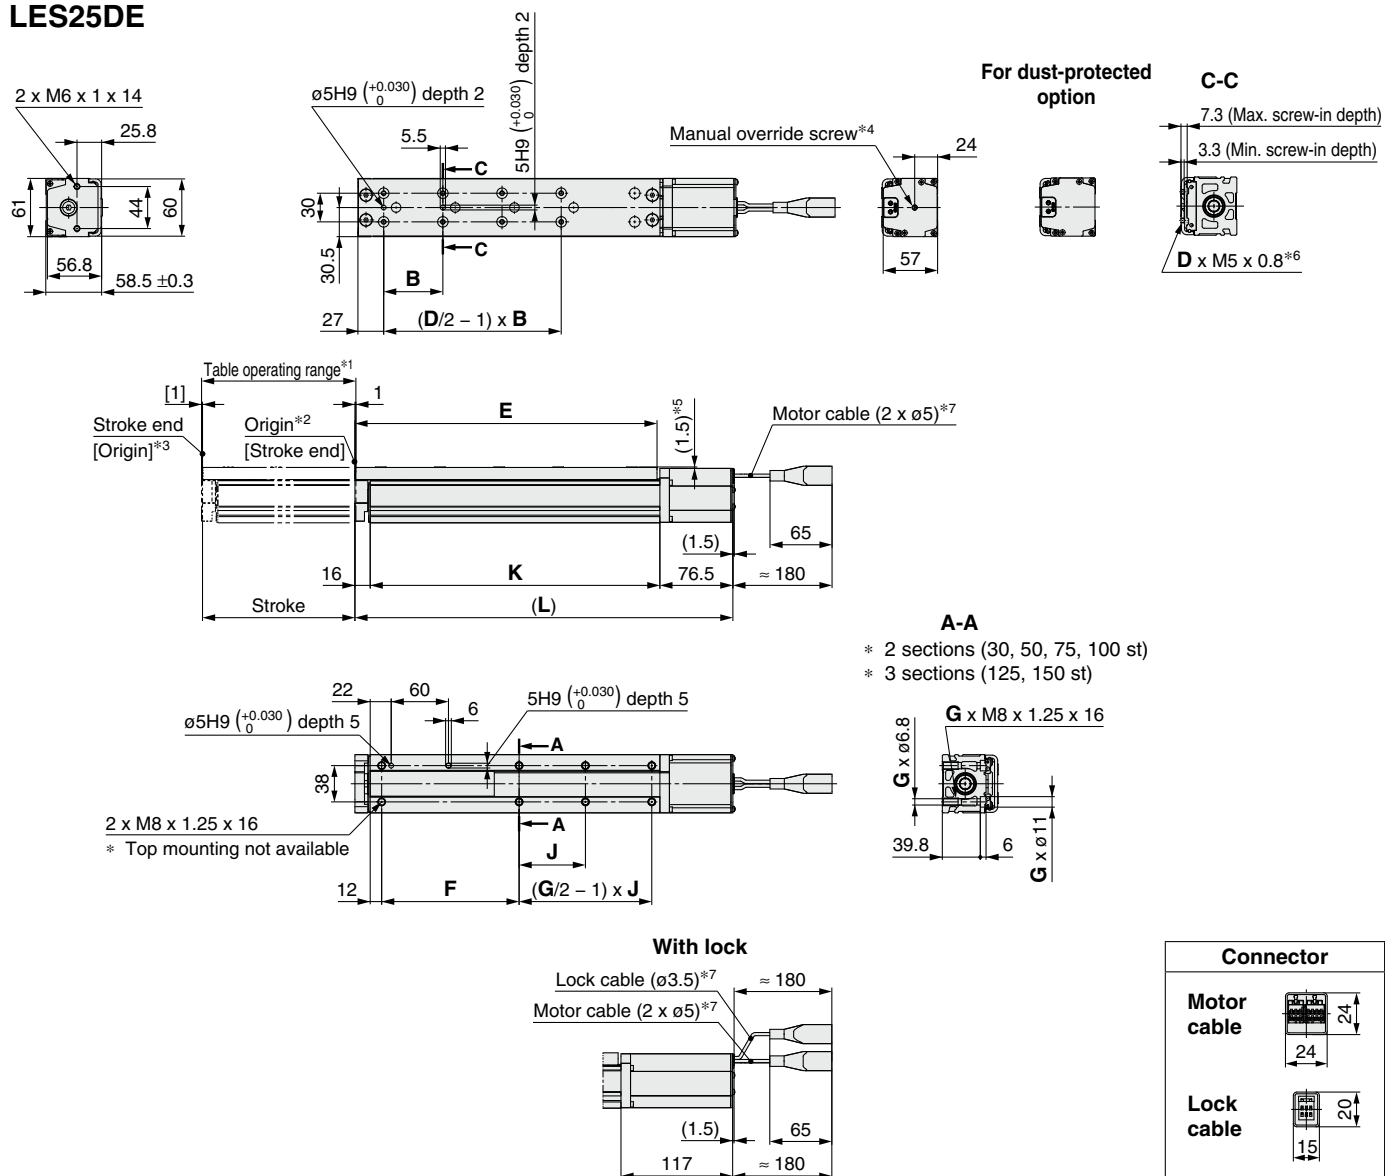 LES25DE
2 x M6 x 1 x 14
25.8
61
44
60
56.8
58.5 ±0.3
ø5H9 (+0.030 0) depth 2
5.5
5H9 (+0.030 0) depth 2
C
C
30
30.5
B
27
(D/2 − 1) x B
Manual override screw*4
24
57
For dust-protected
option
C-C
7.3 (Max. screw-in depth)
3.3 (Min. screw-in depth)
D x M5 x 0.8*6
Table operating range*1
[1]
1
E
(1.5)*5
Motor cable (2 x ø5)*7
Stroke end
[Origin]*3
Origin*2
[Stroke end]
(1.5)
65
16
K
76.5
≈ 180
Stroke
(L)
A-A
* 2 sections (30, 50, 75, 100 st)
* 3 sections (125, 150 st)
22
60
6
5H9 (+0.030 0) depth 5
ø5H9 (+0.030 0) depth 5
A
A
38
2 x M8 x 1.25 x 16
* Top mounting not available
J
12
F
(G/2 − 1) x J
G x M8 x 1.25 x 16
G x ø6.8
39.8
6
G x ø11
With lock
Lock cable (ø3.5)*7
≈ 180
Motor cable (2 x ø5)*7
(1.5)
65
117
≈ 180
Connector
Motor
cable
24
24
Lock
cable
20
15